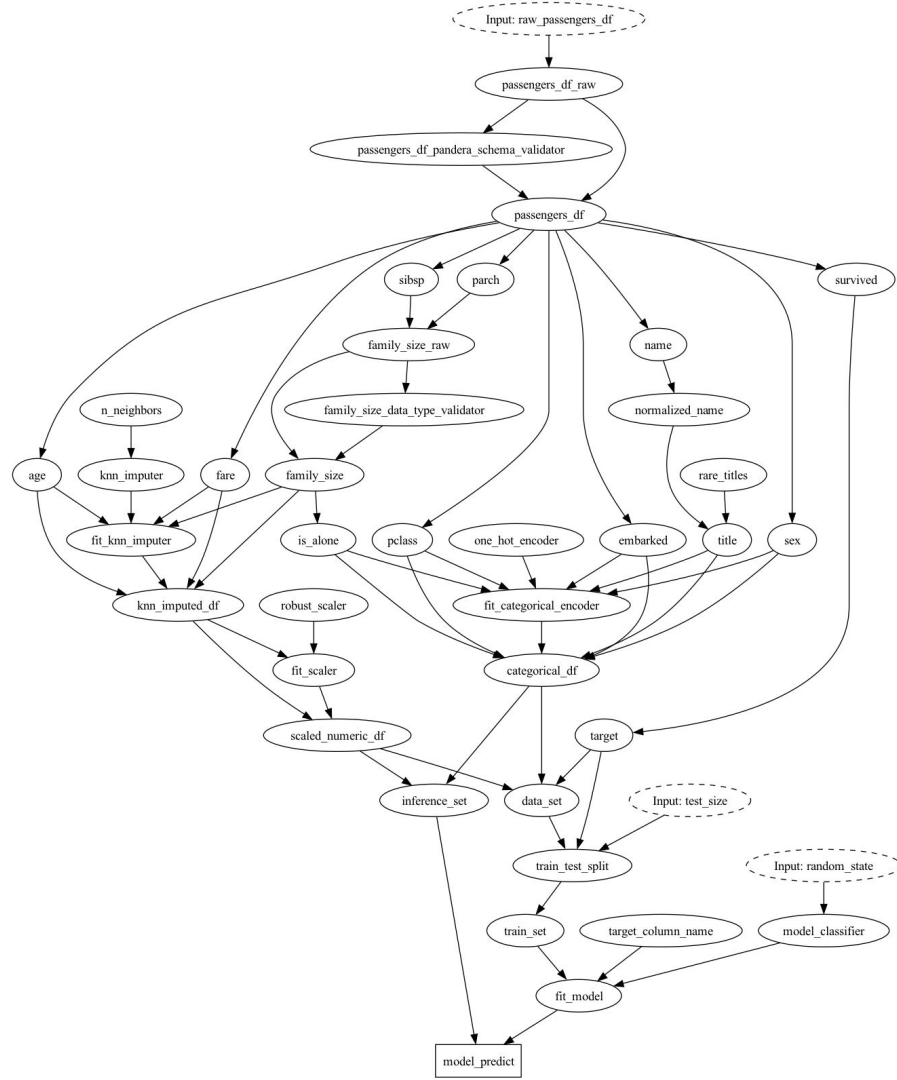 Input: raw_passengers_df
passengers_df_raw
passengers_df_pandera_schema_validator
passengers_df
sibsp
parch
survived
family_size_raw
name
n_neighbors
family_size_data_type_validator
normalized_name
age
knn_imputer
fare
family_size
rare_titles
fit_knn_imputer
is_alone
pclass
one_hot_encoder
embarked
title
sex
knn_imputed_df
robust_scaler
fit_categorical_encoder
fit_scaler
categorical_df
scaled_numeric_df
target
inference_set
data_set
Input: test_size
train_test_split
Input: random_state
train_set
target_column_name
model_classifier
fit_model
model_predict